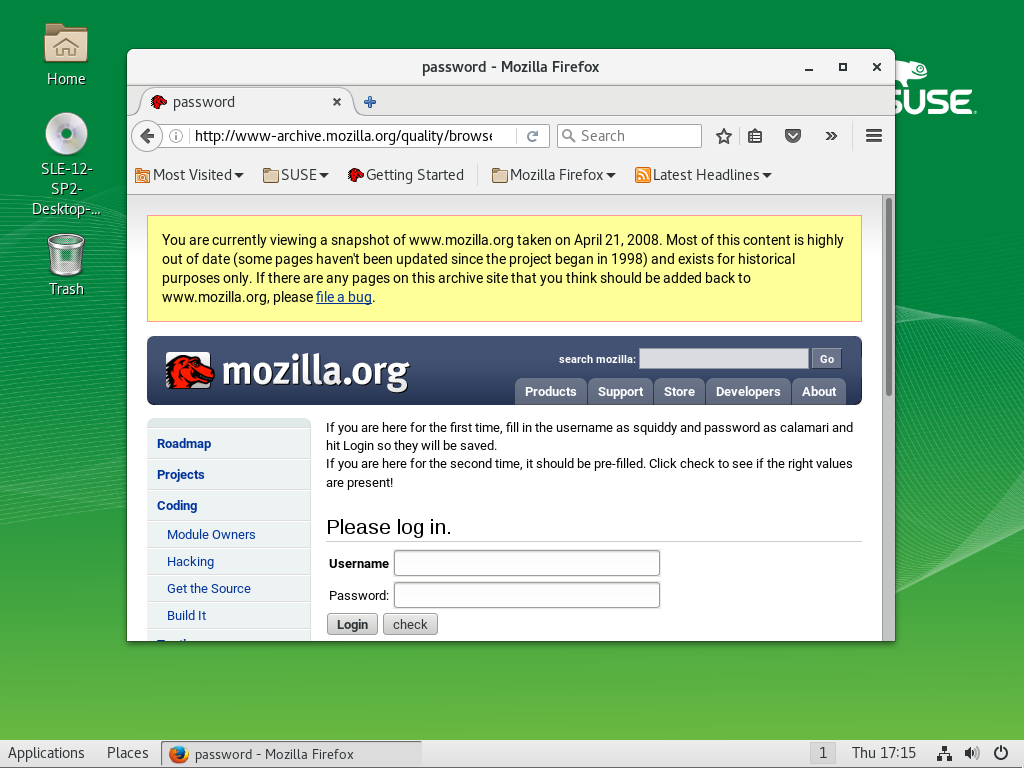 Home
SLE-12-
SP2-
Desktop-...
Trash
SUSE
password - Mozilla Firefox
password
http://www-archive.mozilla.org/quality/browse
Search
Most Visited
SUSE
Getting Started
Mozilla Firefox
Latest Headlines
You are currently viewing a snapshot of www.mozilla.org taken on April 21, 2008. Most of this content is highly
out of date (some pages haven't been updated since the project began in 1998) and exists for historical
purposes only. If there are any pages on this archive site that you think should be added back to
www.mozilla.org, please file a bug.
mozilla.org
search mozilla:
Go
Products
Support
Store
Developers
About
Roadmap
Projects
Coding
Module Owners
Hacking
Get the Source
Build It
If you are here for the first time, fill in the username as squiddy and password as calamari and
hit Login so they will be saved.
If you are here for the second time, it should be pre-filled. Click check to see if the right values
are present!
Please log in.
Username
Password:
Login
check
Applications
Places
password - Mozilla Firefox
1
Thu 17:15